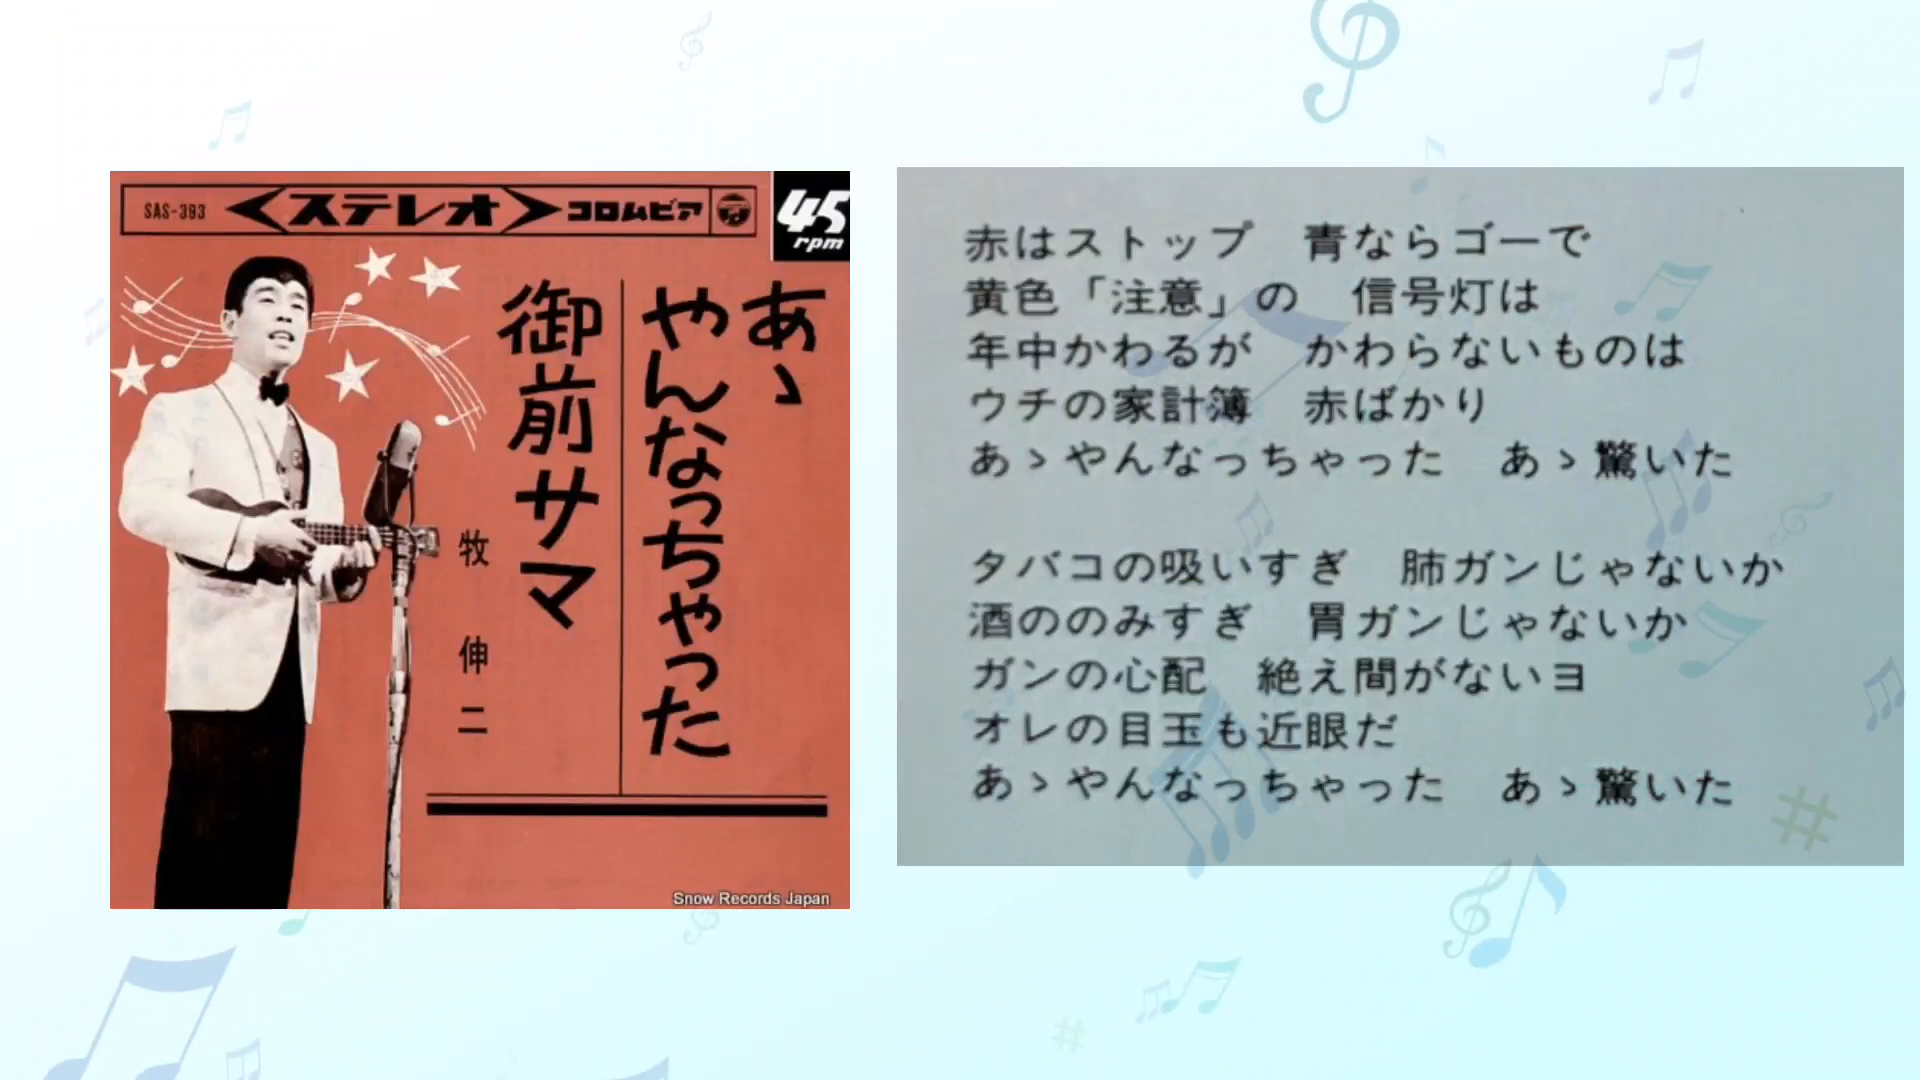 SAS-393 ステレオ コロムビア
45 rpm
あゝ
やんなっちゃった
御前サマ
牧 伸二
Snow Records Japan
赤はストップ 青ならゴーで
黄色「注意」の 信号灯は
年中かわるが かわらないものは
ウチの家計簿 赤ばかり
あゝやんなっちゃった あゝ驚いた
タバコの吸いすぎ 肺ガンじゃないか
酒ののみすぎ 胃ガンじゃないか
ガンの心配 絶え間がないヨ
オレの目玉も近眼だ
あゝやんなっちゃった あゝ驚いた